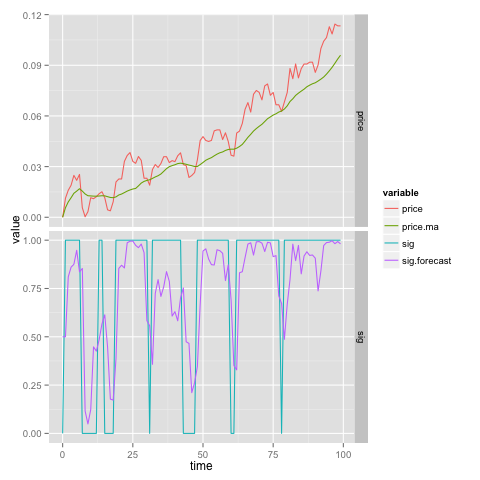 0.12
0.09
0.06
0.03
0.00
price
value
1.00
0.75
0.50
0.25
0.00
sig
0 25 50 75 100
time
variable
price
price.ma
sig
sig.forecast